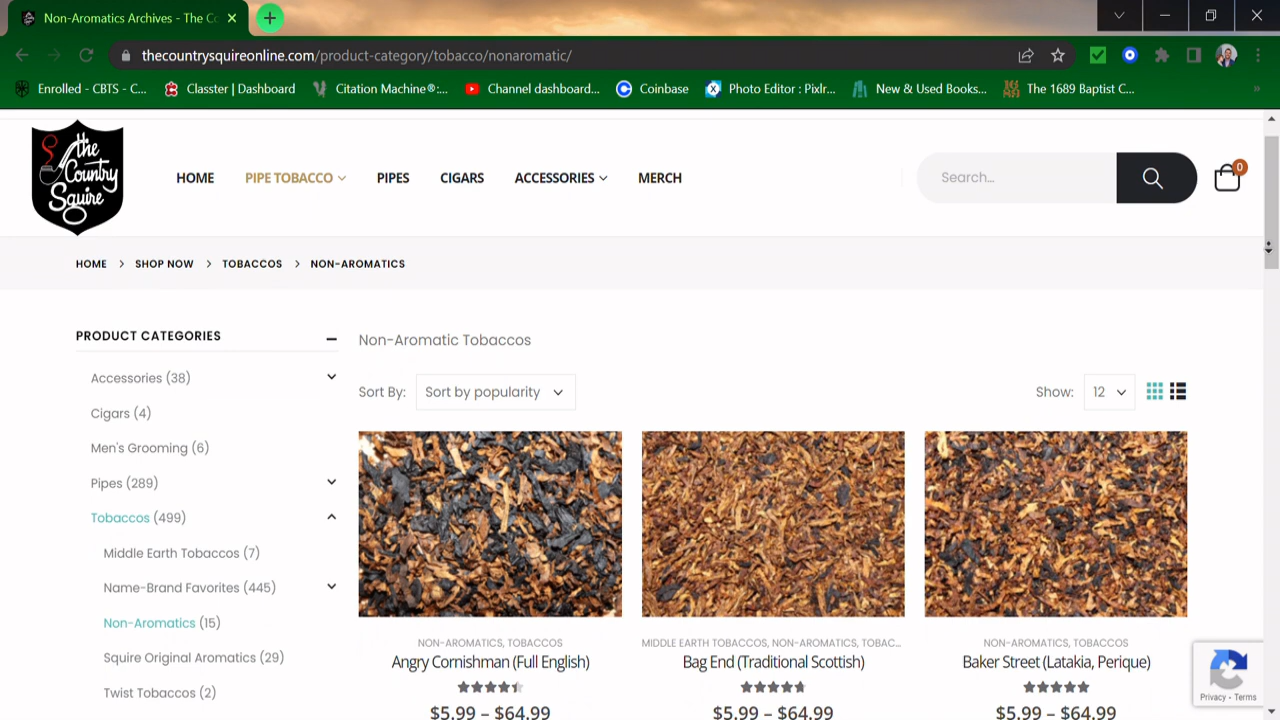 Non-Aromatics Archives - The Cc
thecountrysquireonline.com/product-category/tobacco/nonaromatic/
Enrolled - CBTS - C...
Classter | Dashboard
Citation Machine®:...
Channel dashboard...
Coinbase
Photo Editor : Pixlr...
New & Used Books...
The 1689 Baptist C...
»
the
Country
Squire
HOME
PIPE TOBACCO
PIPES
CIGARS
ACCESSORIES
MERCH
Search...
0
HOME > SHOP NOW > TOBACCOS > NON-AROMATICS
PRODUCT CATEGORIES
Accessories (38)
Cigars (4)
Men's Grooming (6)
Pipes (289)
Tobaccos (499)
Middle Earth Tobaccos (7)
Name-Brand Favorites (445)
Non-Aromatics (15)
Squire Original Aromatics (29)
Twist Tobaccos (2)
Non-Aromatic Tobaccos
Sort By: Sort by popularity
Show: 12
NON-AROMATICS, TOBACCOS
Angry Cornishman (Full English)
$5.99 – $64.99
MIDDLE EARTH TOBACCOS, NON-AROMATICS, TOBAC...
Bag End (Traditional Scottish)
$5.99 – $64.99
NON-AROMATICS, TOBACCOS
Baker Street (Latakia, Perique)
$5.99 – $64.99
Privacy - Terms